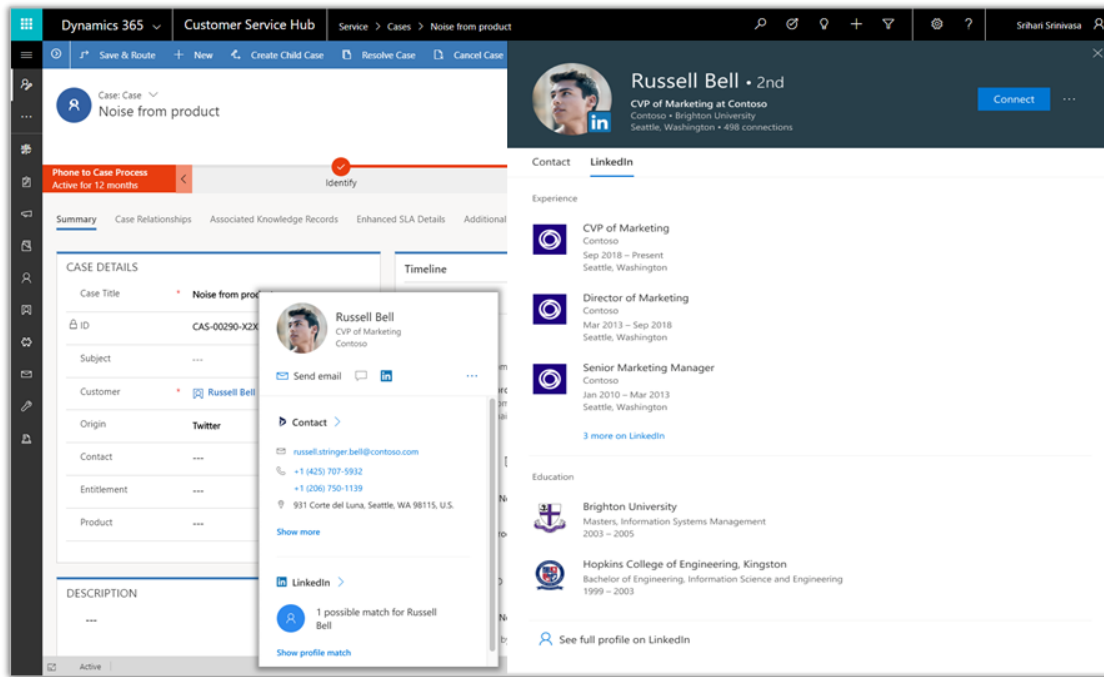 Dynamics 365
Customer Service Hub
Service > Cases > Noise from product
Srihari Srinivasa
Save & Route
New
Create Child Case
Resolve Case
Cancel Case
Case: Case
Noise from product
Phone to Case Process
Active for 12 months
Identify
Summary
Case Relationships
Associated Knowledge Records
Enhanced SLA Details
Additional
CASE DETAILS
Case Title * Noise from
ID CAS-00290-X2X
Subject ---
Customer * Russell Bell
Origin Twitter
Contact ---
Entitlement ---
Product ---
DESCRIPTION
---
Active
Timeline
Russell Bell
CVP of Marketing
Contoso
Send email
Contact >
russell.stringer.bell@contoso.com
+1 (425) 707-5932
+1 (206) 750-1139
931 Corte del Luna, Seattle, WA 98115, U.S.
Show more
LinkedIn >
1 possible match for Russell
Bell
Show profile match
Russell Bell • 2nd
CVP of Marketing at Contoso
Contoso • Brighton University
Seattle, Washington • 498 connections
Connect
Contact
LinkedIn
Experience
CVP of Marketing
Contoso
Sep 2018 – Present
Seattle, Washington
Director of Marketing
Contoso
Mar 2013 – Sep 2018
Seattle, Washington
Senior Marketing Manager
Contoso
Jan 2010 – Mar 2013
Seattle, Washington
3 more on LinkedIn
Education
Brighton University
Masters, Information Systems Management
2003 – 2005
Hopkins College of Engineering, Kingston
Bachelor of Engineering, Information Science and Engineering
1999 – 2003
See full profile on LinkedIn